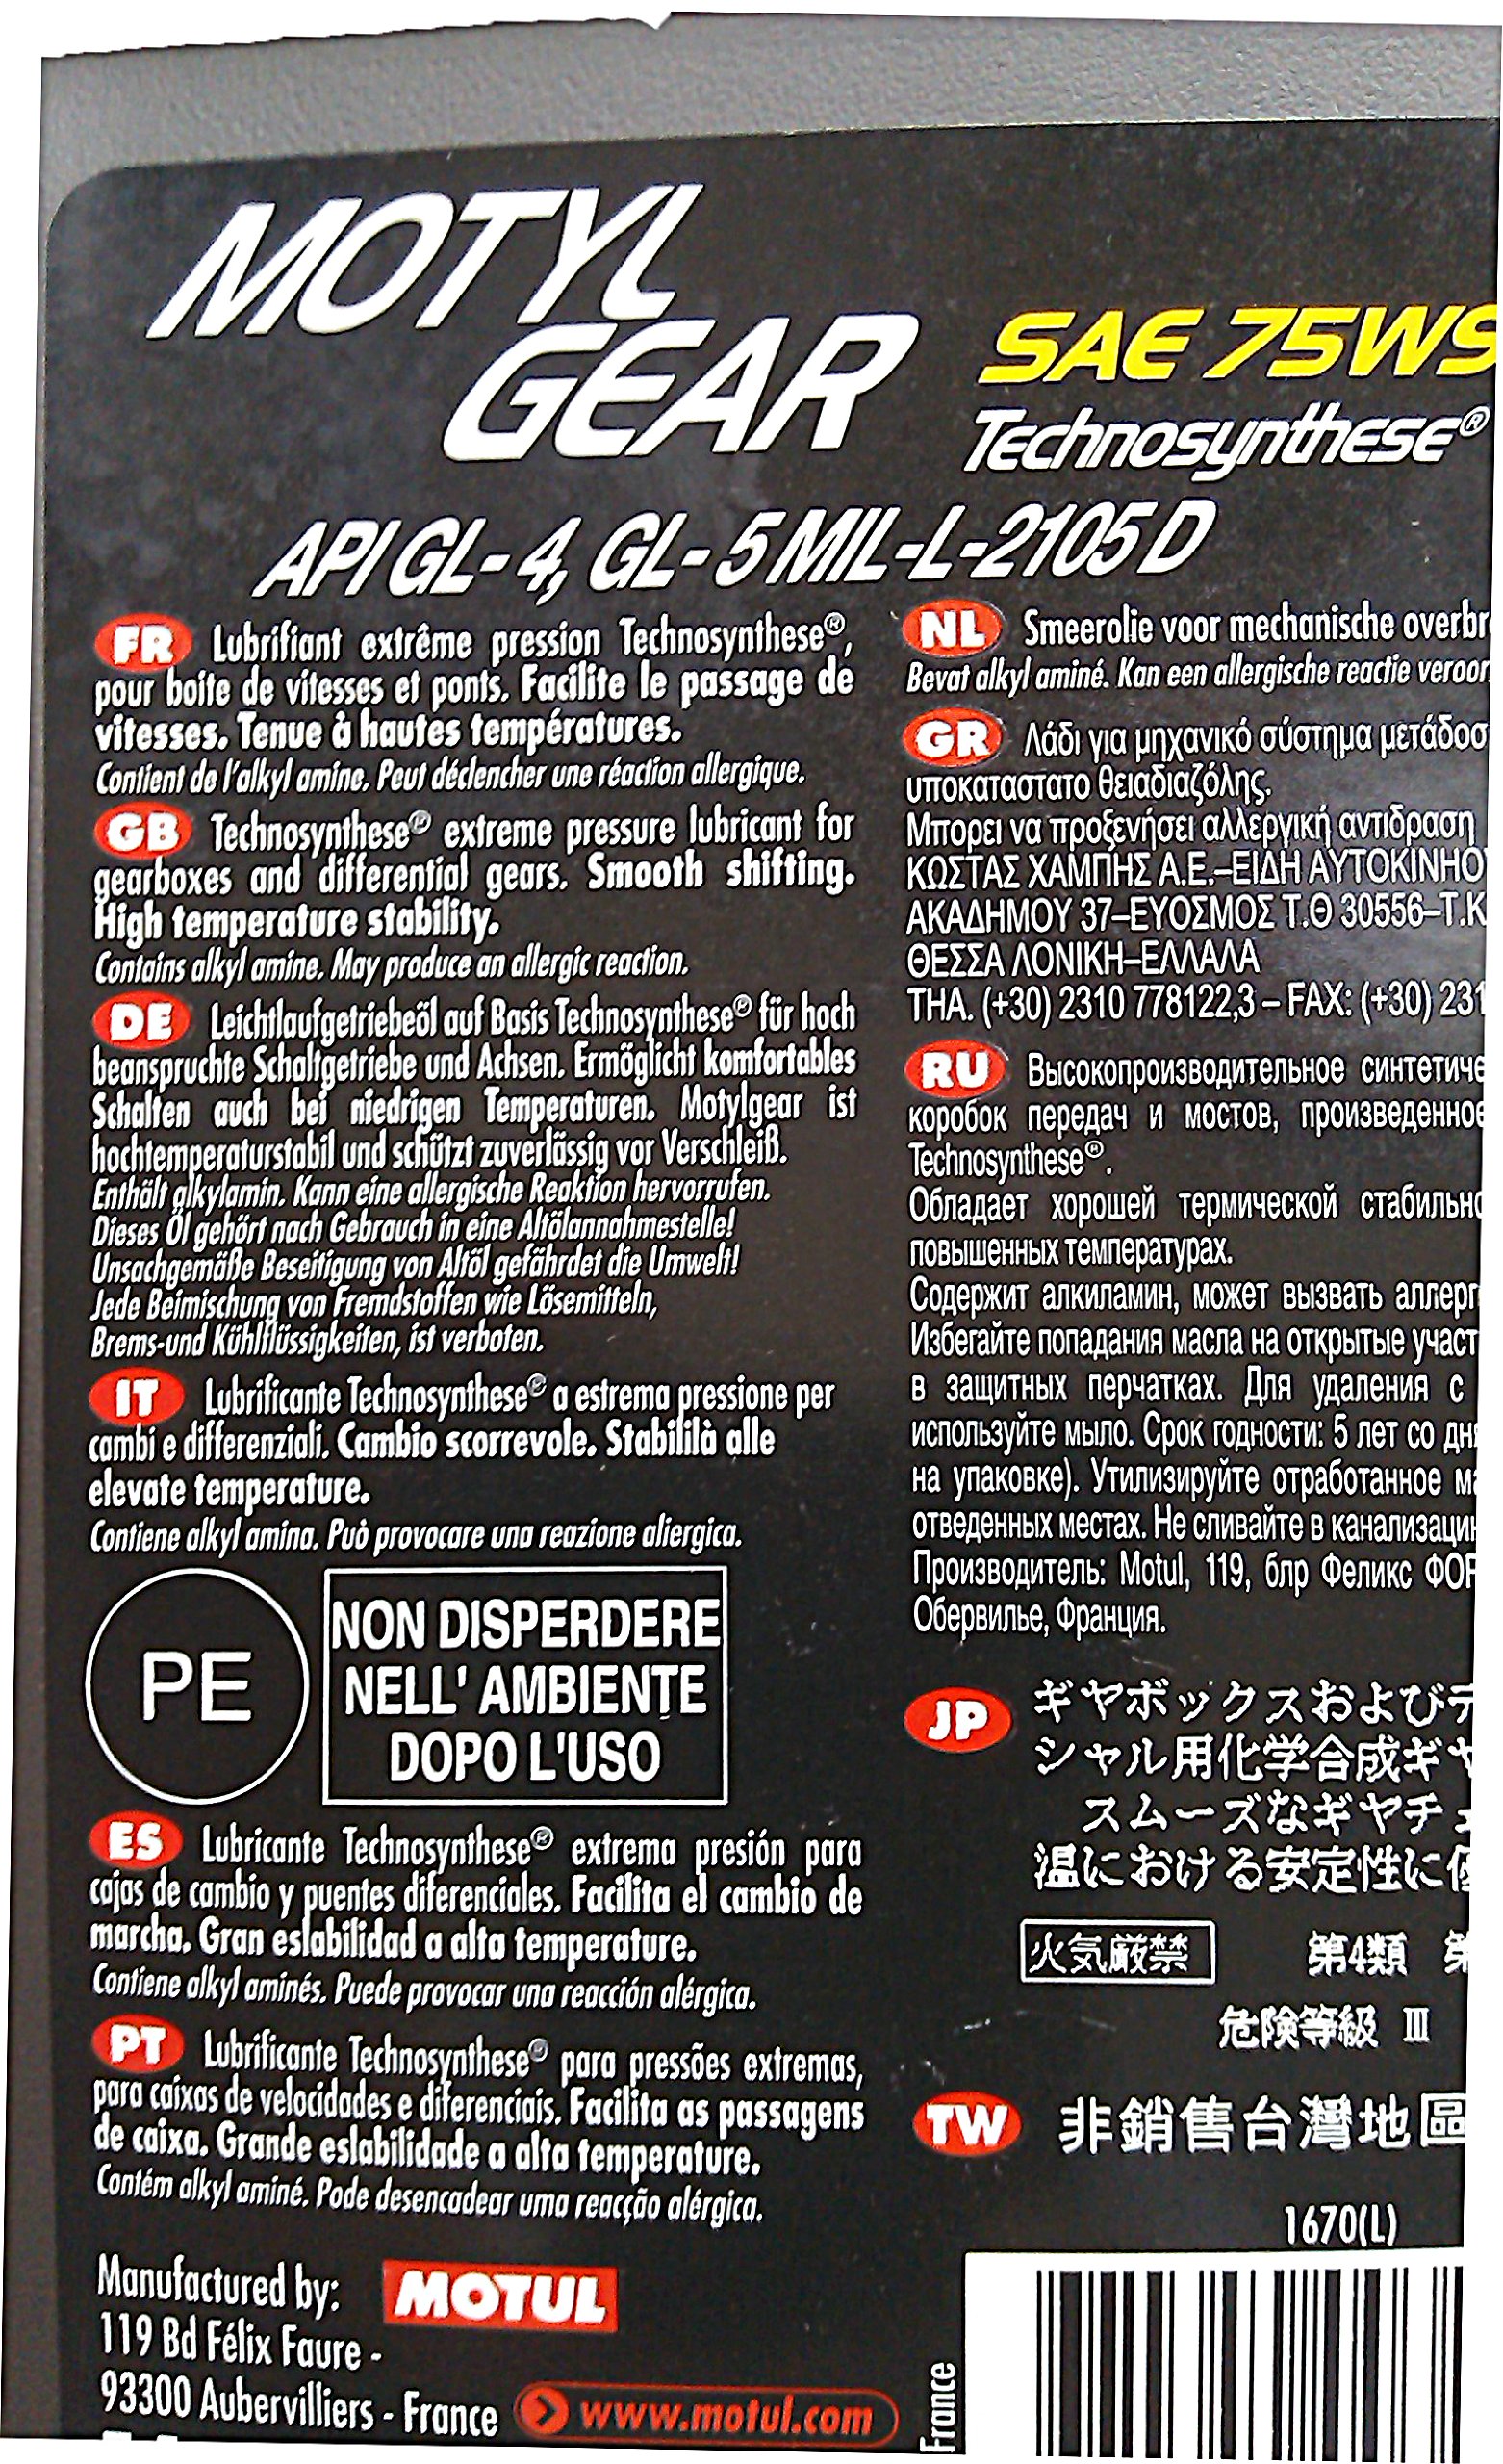 MOTYL
GEAR
SAE 75W9
Technosynthese®
API GL-4, GL-5 MIL-L-2105 D
FR Lubrifiant extrême pression Technosynthese®,
pour boite de vitesses et ponts. Facilite le passage de
vitesses. Tenue à hautes températures.
Contient de l'alkyl amine. Peut déclencher une réaction allergique.
GB Technosynthese® extreme pressure lubricant for
gearboxes and differential gears. Smooth shifting.
High temperature stability.
Contains alkyl amine. May produce an allergic reaction.
DE Leichtlaufgetriebeöl auf Basis Technosynthese® für hoch
beanspruchte Schaltgetriebe und Achsen. Ermöglicht komfortables
Schalten auch bei niedrigen Temperaturen. Motylgear ist
hochtemperaturstabil und schützt zuverlässig vor Verschleiß.
Enthält alkylamin. Kann eine allergische Reaktion hervorrufen.
Dieses Öl gehört nach Gebrauch in eine Altölannahmestelle!
Unsachgemäße Beseitigung von Altöl gefährdet die Umwelt!
Jede Beimischung von Fremdstoffen wie Lösemitteln,
Brems-und Kühlflüssigkeiten, ist verboten.
IT Lubrificante Technosynthese® a estrema pressione per
cambi e differenziali. Cambio scorrevole. Stabililà alle
elevate temperature.
Contiene alkyl amina. Può provocare una reazione aliergica.
PE
NON DISPERDERE
NELL' AMBIENTE
DOPO L'USO
ES Lubricante Technosynthese® extrema presión para
cajas de cambio y puentes diferenciales. Facilita el cambio de
marcha. Gran eslabilidad a alta temperature.
Contiene alkyl aminés. Puede provocar una reacción alérgica.
PT Lubrificante Technosynthese® para pressões extremas,
para caixas de velocidades e diferenciais. Facilita as passagens
de caixa. Grande eslabilidade a alta temperature.
Contém alkyl aminé. Pode desencadear uma reacção alérgica.
Manufactured by: MOTUL
119 Bd Félix Faure -
93300 Aubervilliers - France
www.motul.com
NL Smeerolie voor mechanische overbr
Bevat alkyl aminé. Kan een allergische reactie veroor
GR Λάδι για μηχανικό σύστημα μετάδοσ
υποκαταστατο θειαδιαζόλης.
Μπορει να προξενήσει αλλεργική αντιδραση
ΚΩΣΤΑΣ ΧΑΜΠΗΣ Α.Ε.–ΕΙΔΗ ΑΥΤΟΚΙΝΗΟ
ΑΚΑΔΗΜΟΥ 37–ΕΥΟΣΜΟΣ Τ.Θ 30556–Τ.Κ
ΘΕΣΣΑ ΛΟΝΙΚΗ–ΕΛΛΑΛΑ
ΤΗΑ. (+30) 2310 778122,3 – FAX: (+30) 231
RU Высокопроизводительное синтетиче
коробок передач и мостов, произведенное
Technosynthese®.
Обладает хорошей термической стабильно
повышенных температурах.
Содержит алкиламин, может вызвать аллерг
Избегайте попадания масла на открытые участ
в защитных перчатках. Для удаления с
используйте мыло. Срок годности: 5 лет со дн
на упаковке). Утилизируйте отработанное м
отведенных местах. Не сливайте в канализаци
Производитель: Motul, 119, блр Феликс ФОР
Обервилье, Франция.
JP ギヤボックスおよびデ
シャル用化学合成ギヤ
スムーズなギヤチェ
温における安定性に優
火気厳禁 第4類 第
危険等級 III
TW 非銷售台灣地區
1670(L)
France